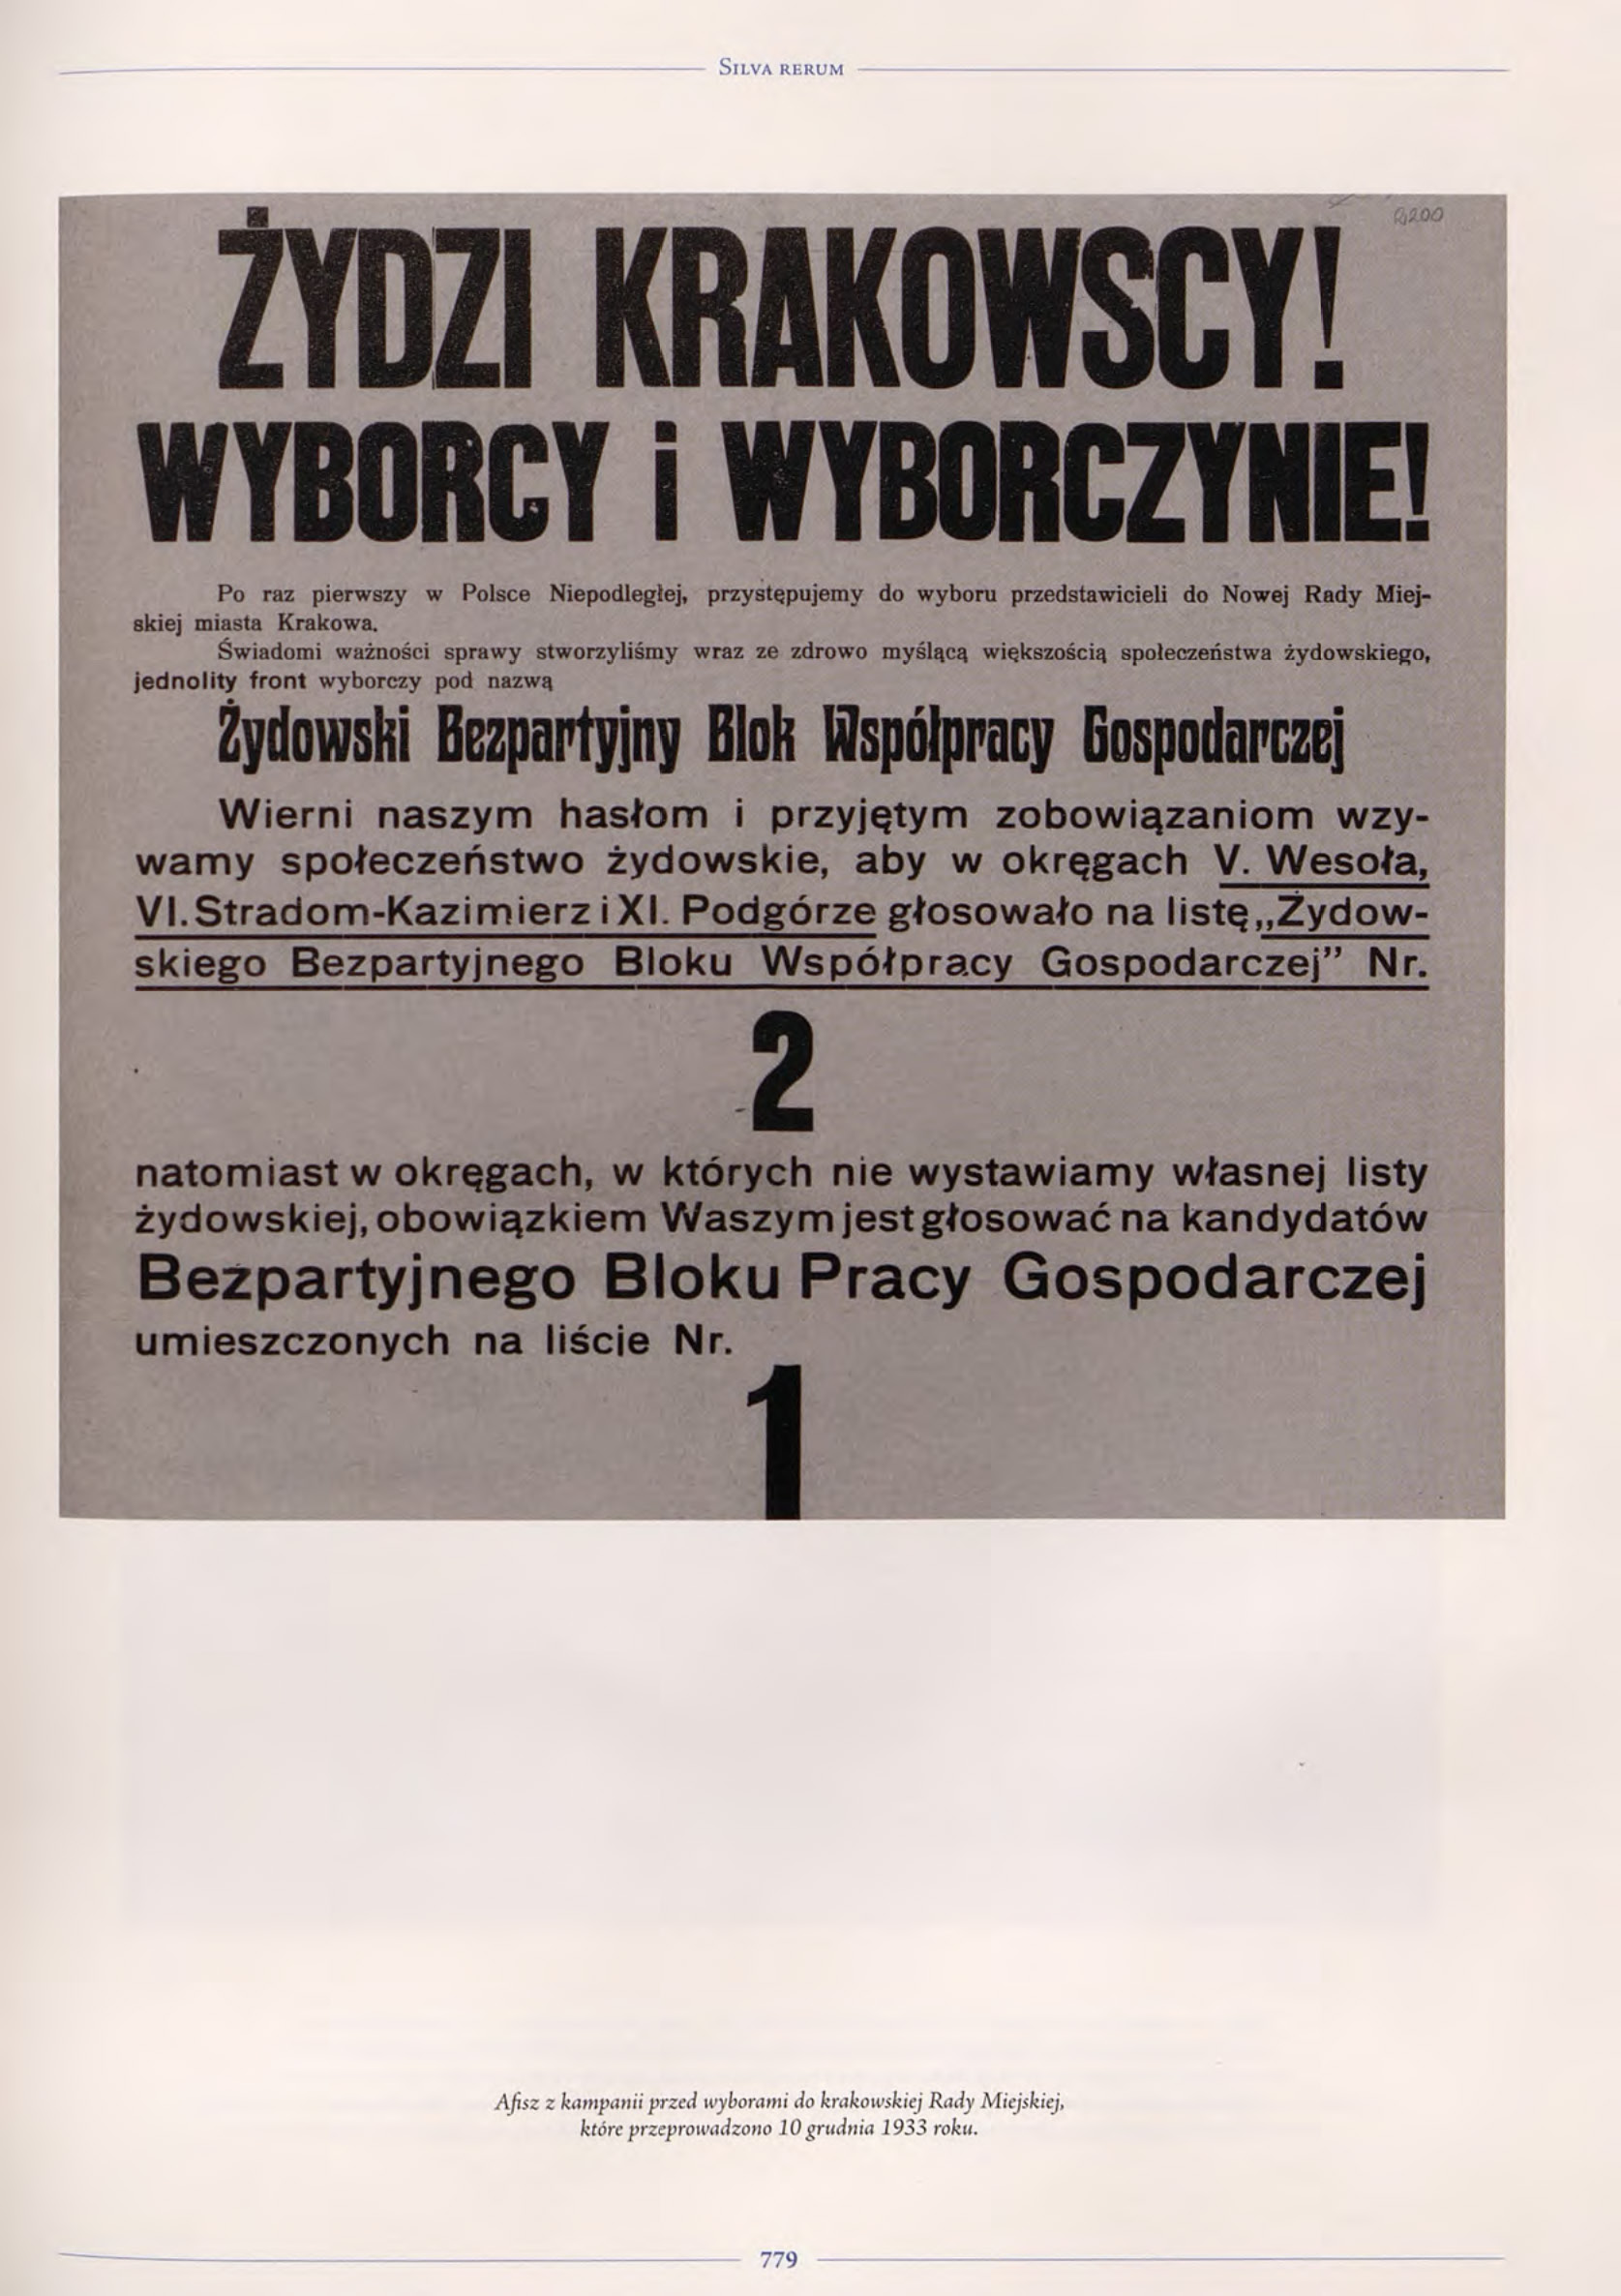 SILVA RERUM
ŻYDZI KRAKOWSCY!
WYBORCY i WYBORCZYNIE!
Po raz pierwszy w Polsce Niepodległej, przystępujemy do wyboru przedstawicieli do Nowej Rady Miej-
skiej miasta Krakowa.
Świadomi ważności sprawy stworzyliśmy wraz ze zdrowo myślącą większością społeczeństwa żydowskiego,
jednolity front wyborczy pod nazwą
Żydowski Bezpartyjny Blok Współpracy Gospodarczej
Wierni naszym hasłom i przyjętym zobowiązaniom wzy-
wamy społeczeństwo żydowskie, aby w okręgach V. Wesoła,
VI. Stradom-Kazimierz i XI. Podgórze głosowało na listę „Żydow-
skiego Bezpartyjnego Bloku Współpracy Gospodarczej” Nr.
2
natomiast w okręgach, w których nie wystawiamy własnej listy
żydowskiej, obowiązkiem Waszym jest głosować na kandydatów
Bezpartyjnego Bloku Pracy Gospodarczej
umieszczonych na liście Nr.
1
Afisz z kampanii przed wyborami do krakowskiej Rady Miejskiej,
które przeprowadzono 10 grudnia 1933 roku.
779